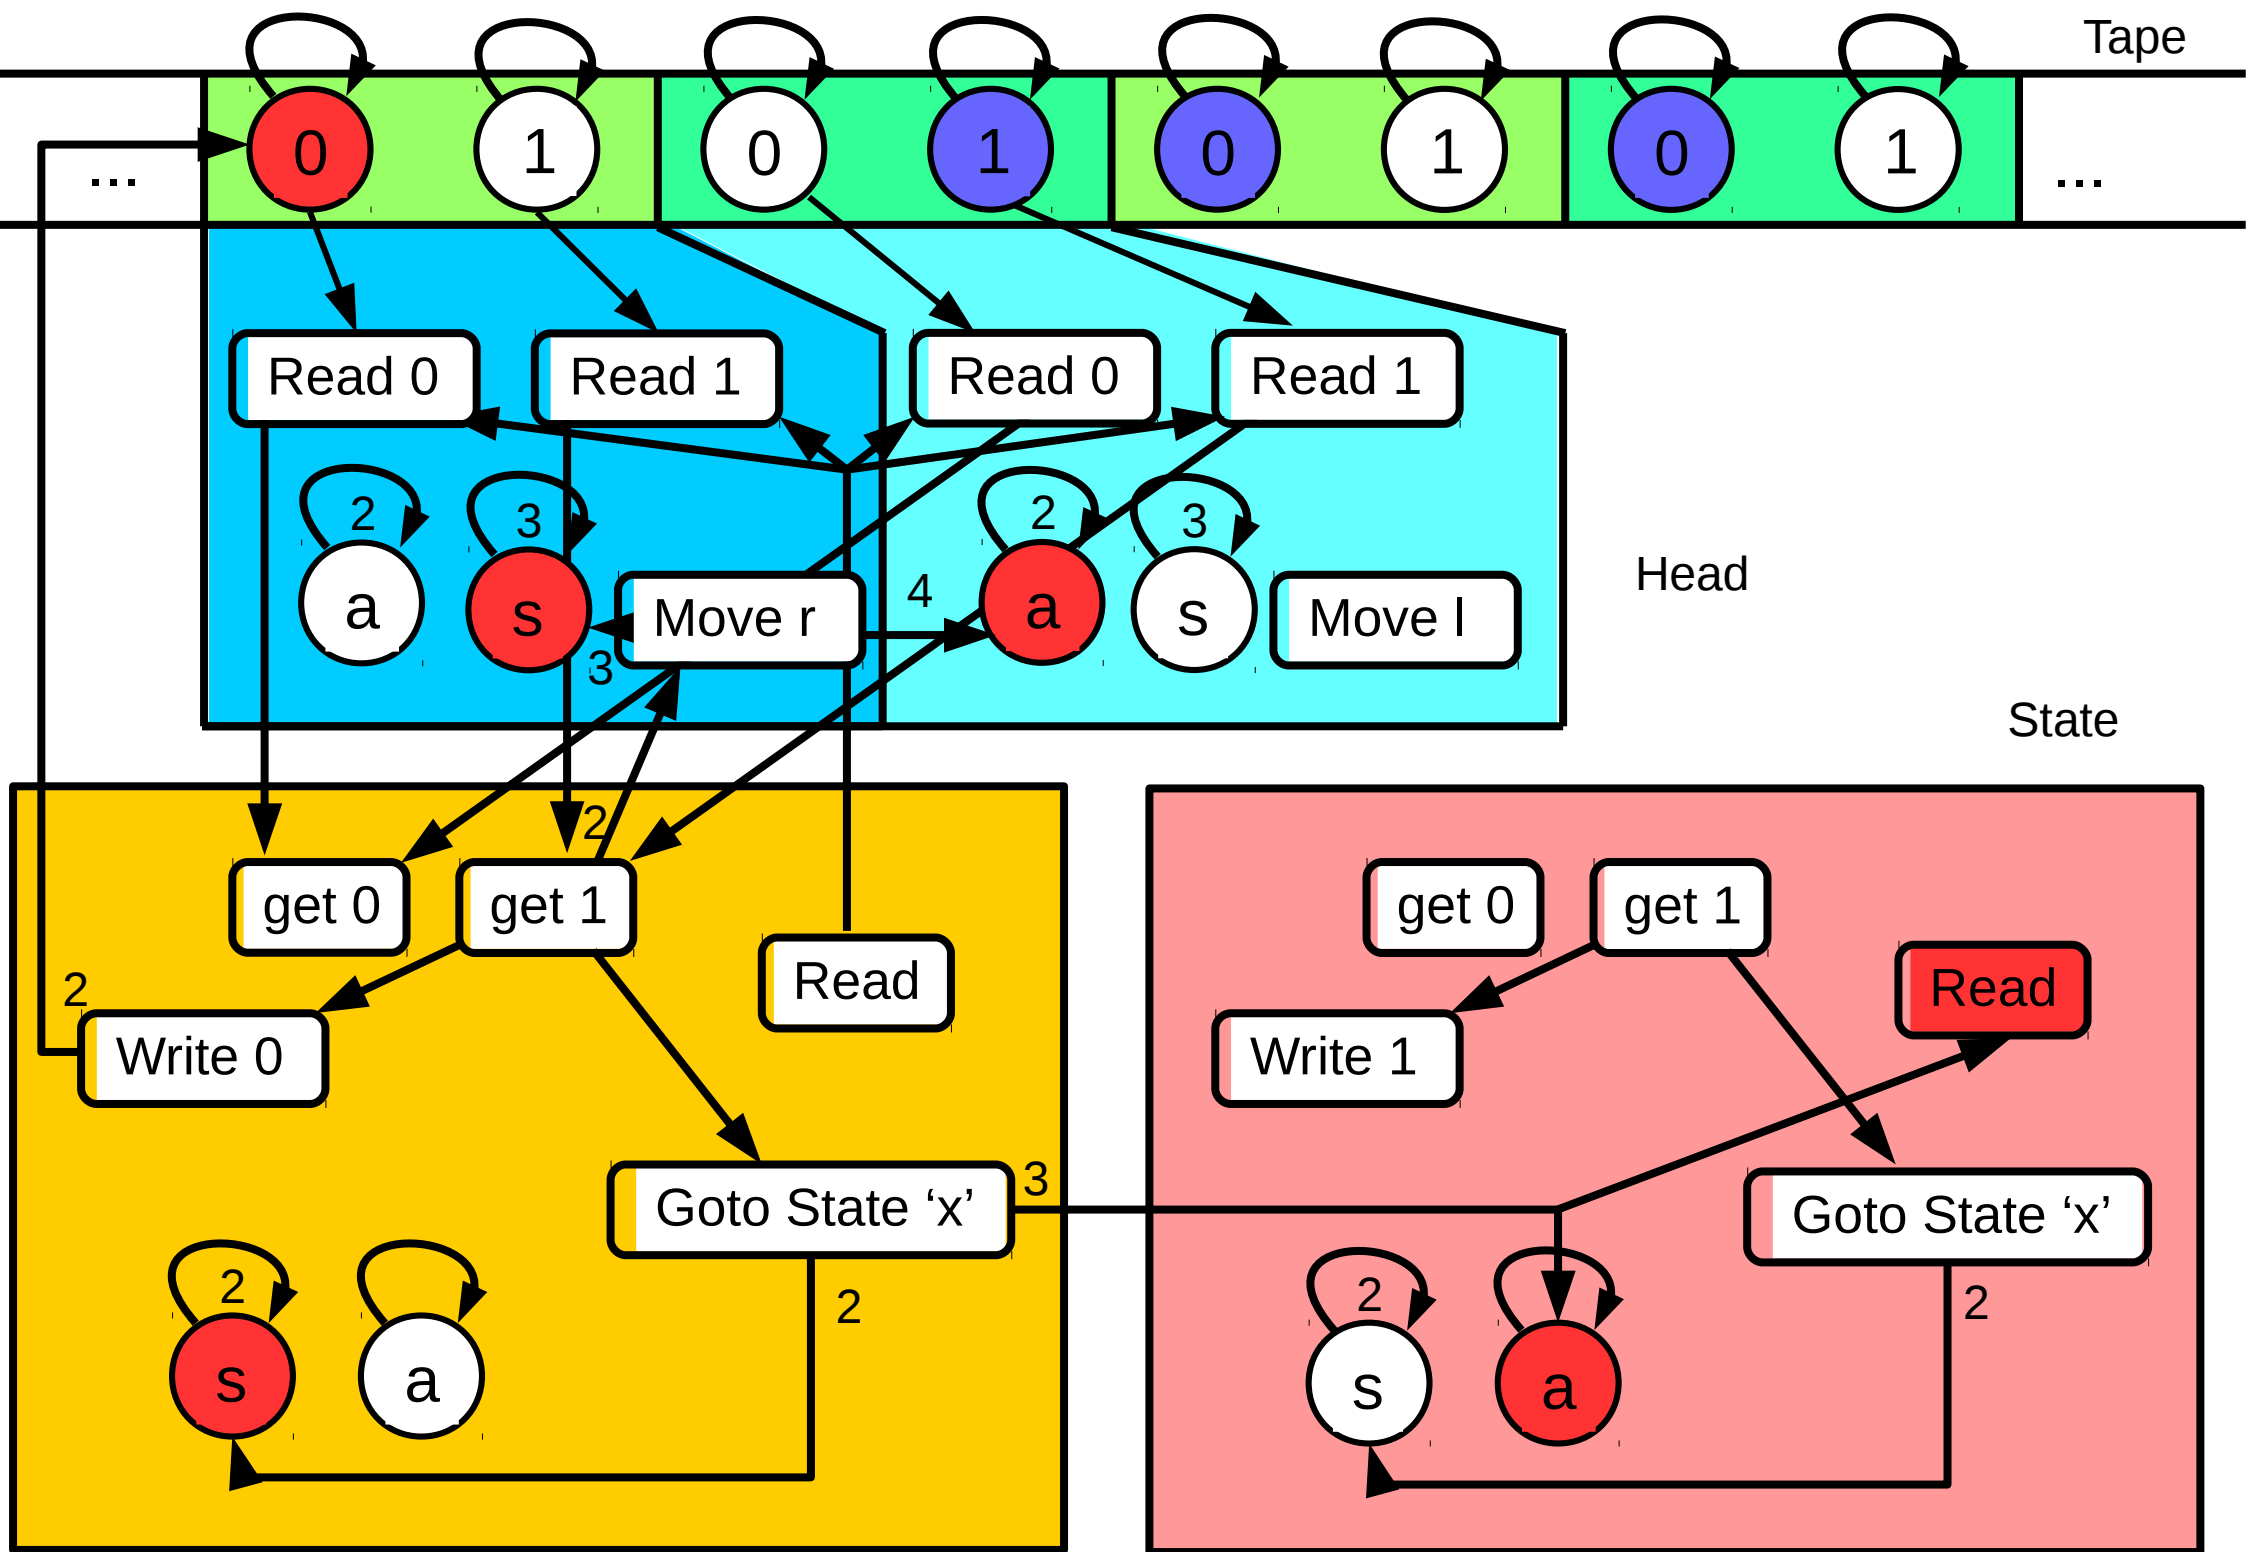 Tape
0 1 0 1 0 1 0 1
... ...
Read 0 Read 1 Read 0 Read 1
2 3 2 3
a s a s
Move r 4 Move l
Head
3
State
2
get 0 get 1 get 0 get 1
Read Read
2
Write 0 Write 1
3
Goto State ‘x’ Goto State ‘x’
2 2 2 2
s a s a